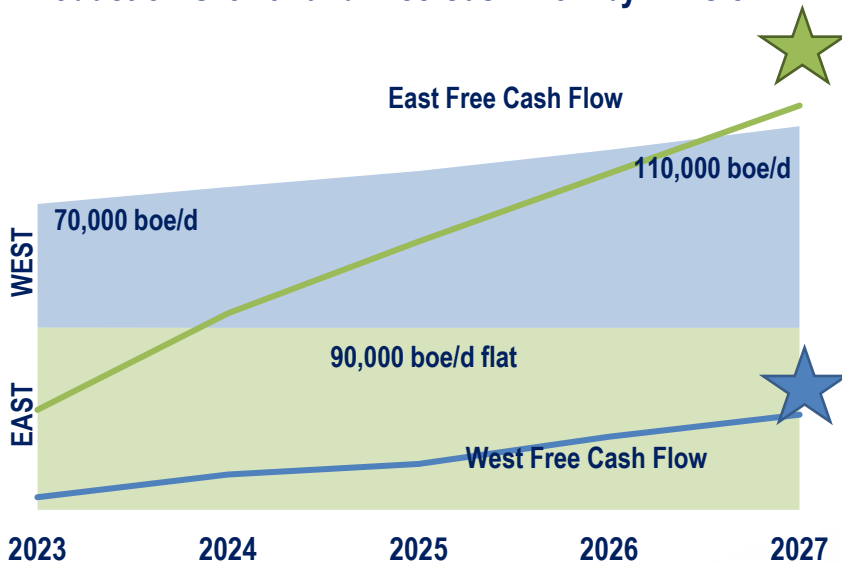 East Free Cash Flow
110,000 boe/d
70,000 boe/d
WEST
90,000 boe/d flat
EAST
West Free Cash Flow
2023 2024 2025 2026 2027